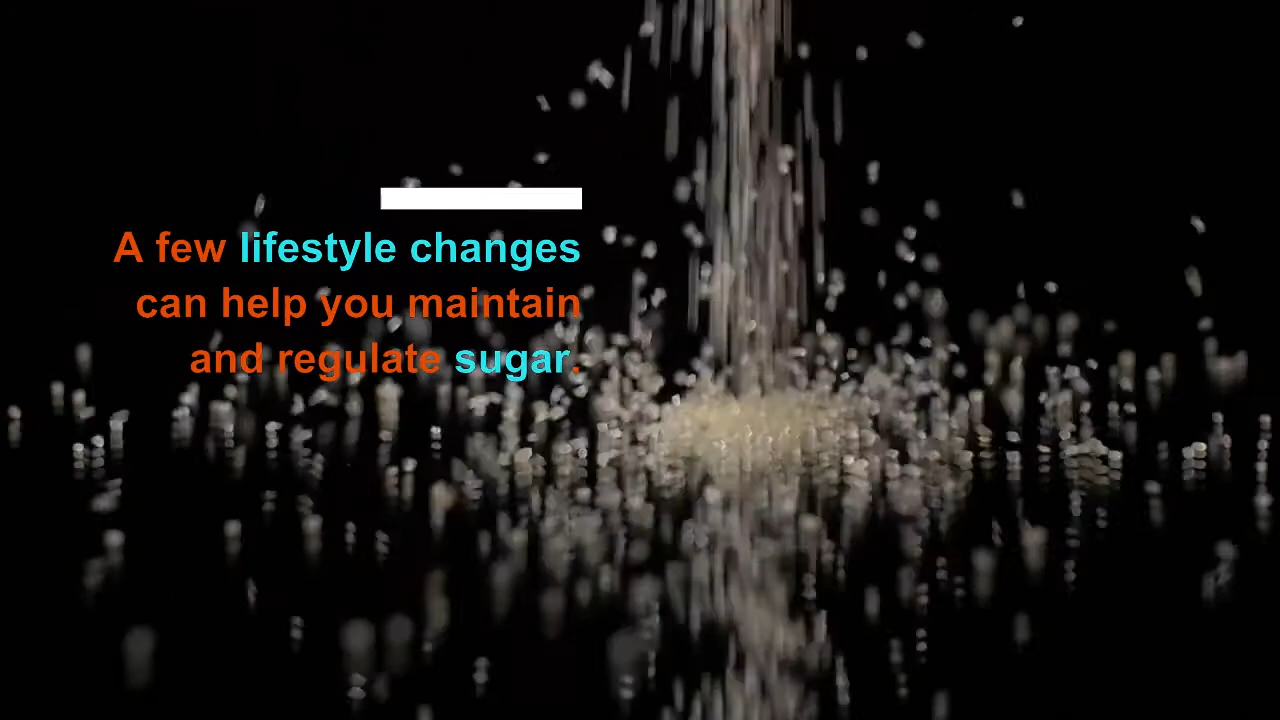 A few lifestyle changes
can help you maintain
and regulate sugar.